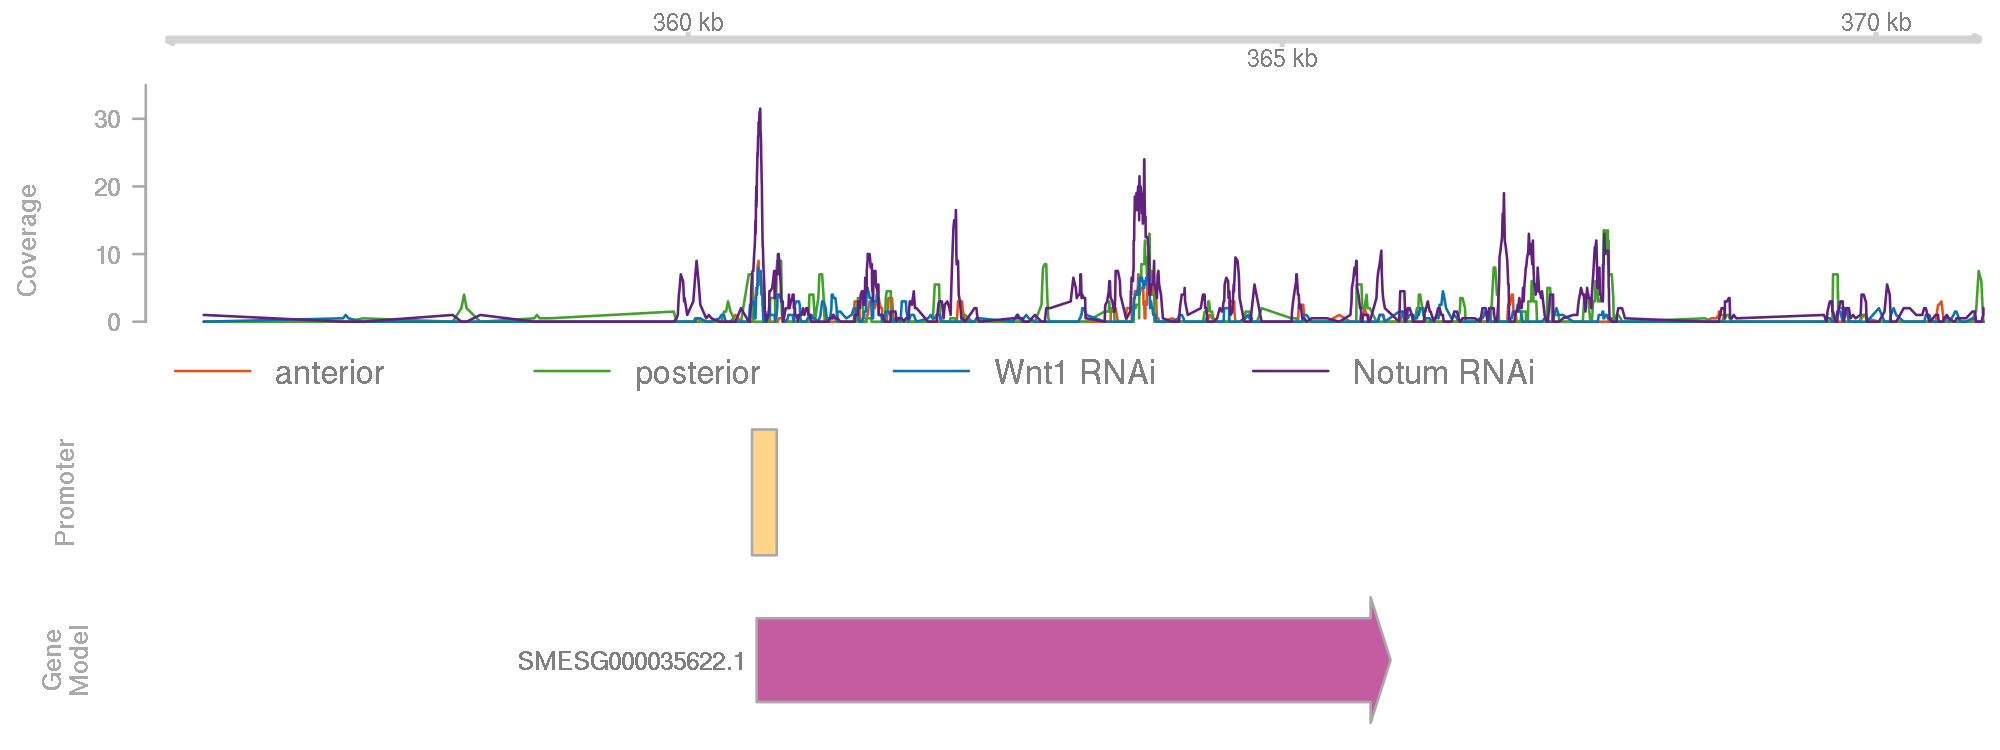 360 kb
370 kb
365 kb
Coverage
30
20
10
0
anterior
posterior
Wnt1 RNAi
Notum RNAi
Promoter
Gene
Model
SMESG000035622.1